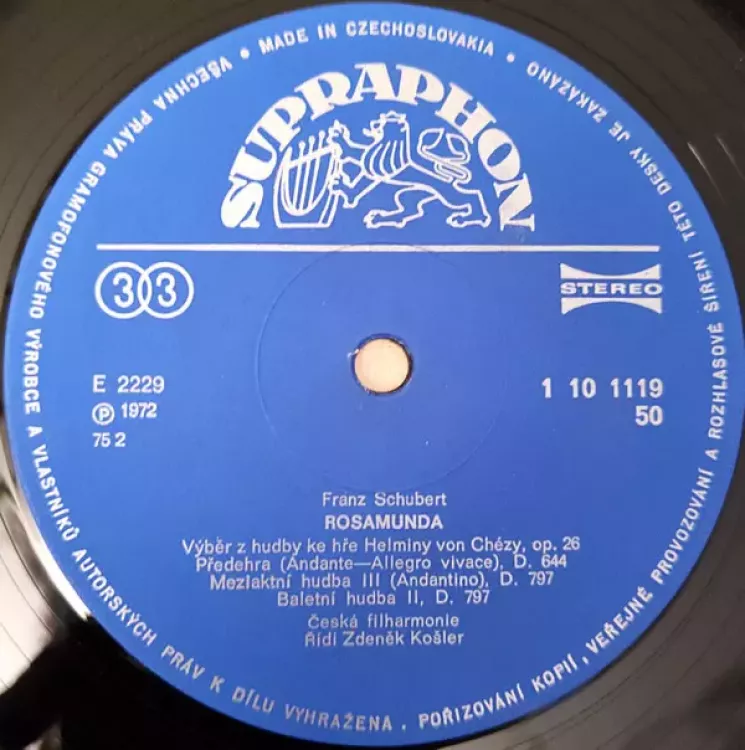 MADE IN CZECHOSLOVAKIA •
SUPRAPHON
33
STEREO
E 2229
1 10 1119
℗ 1972
50
75 2
Franz Schubert
ROSAMUNDA
Výběr z hudby ke hře Helminy von Chézy, op. 26
Předehra (Andante—Allegro vivace), D. 644
Meziaktní hudba III (Andantino), D. 797
Baletní hudba II, D. 797
Česká filharmonie
Řídí Zdeněk Košler
• VŠECHNA PRÁVA GRAMOFONOVÉHO VÝROBCE A VLASTNÍKŮ AUTORSKÝCH PRÁV K DÍLU VYHRAŽENA. POŘIZOVÁNÍ KOPIÍ, VEŘEJNÉ PROVOZOVÁNÍ A ROZHLASOVÉ ŠÍŘENÍ TÉTO DESKY JE ZAKÁZÁNO •